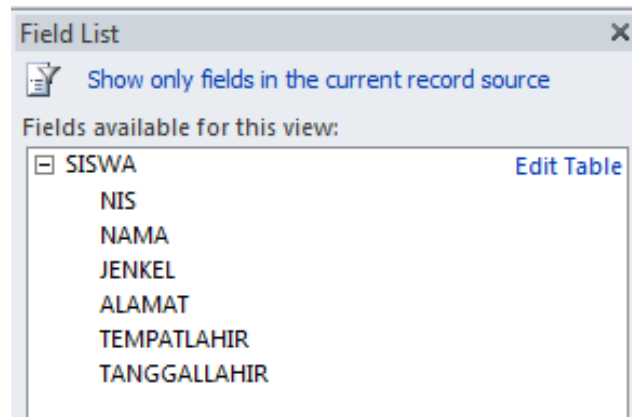 Field List
Show only fields in the current record source
Fields available for this view:
SISWA Edit Table
NIS
NAMA
JENKEL
ALAMAT
TEMPATLAHIR
TANGGALLAHIR